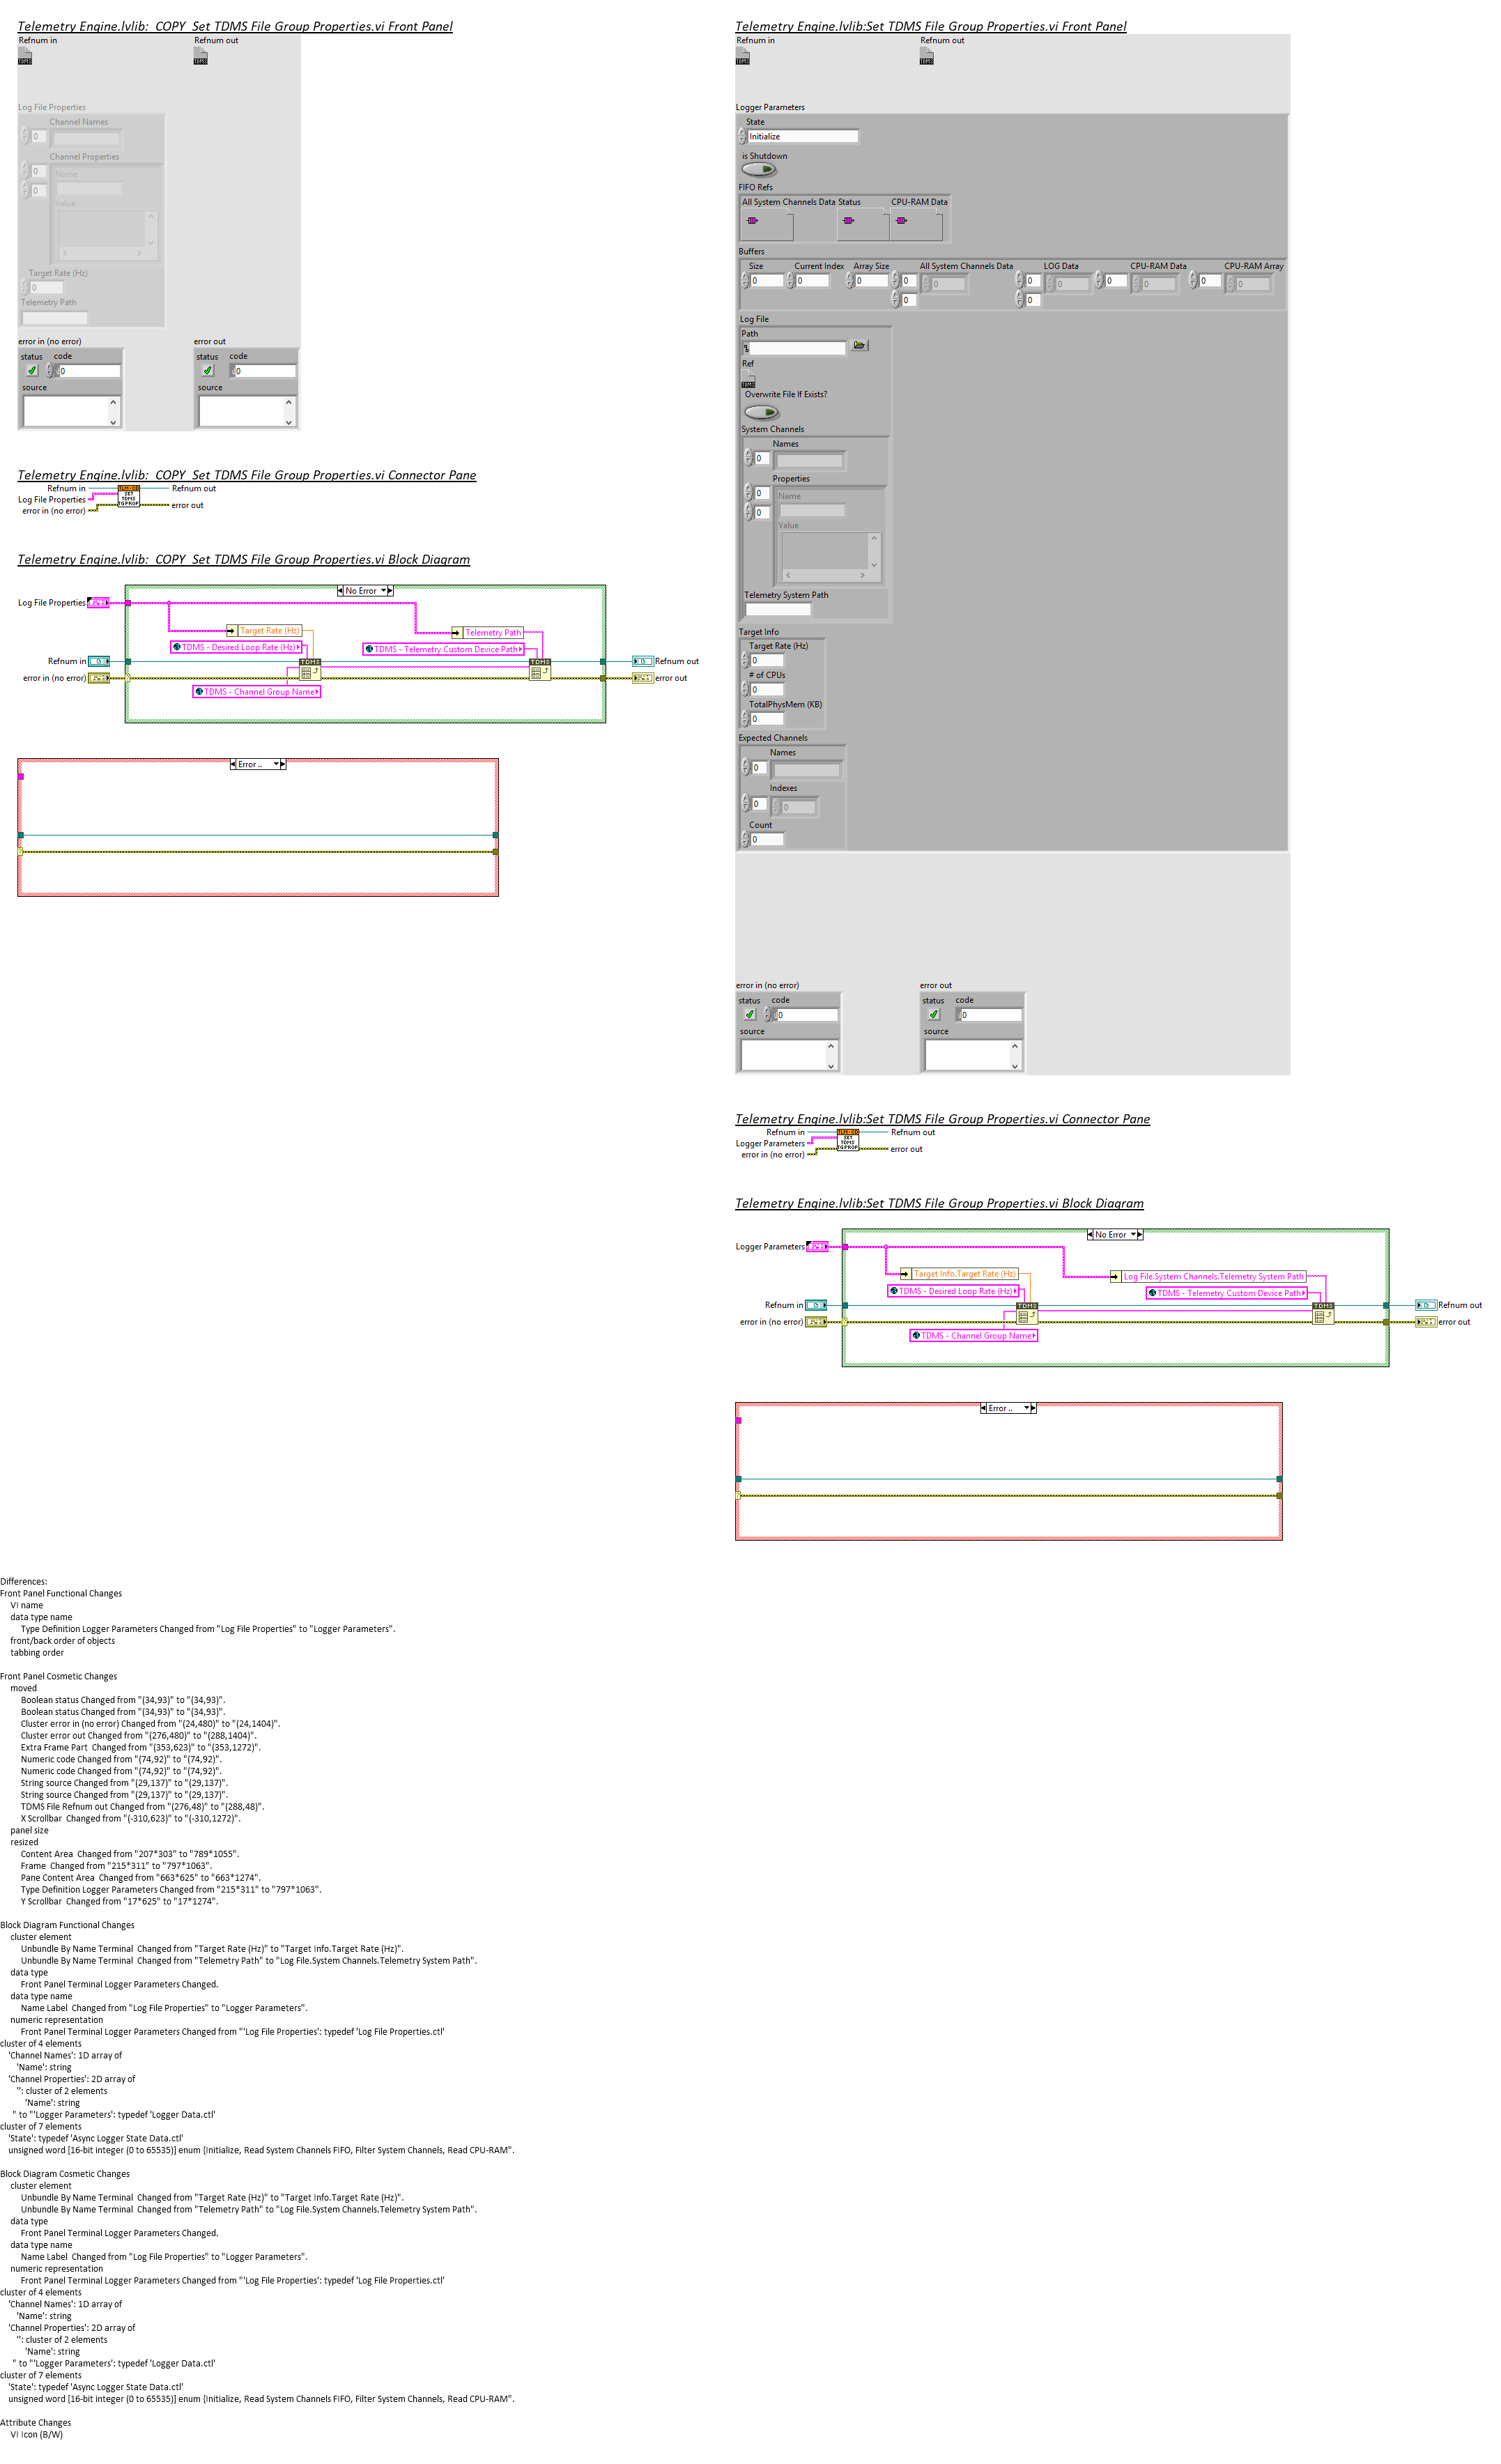 Telemetry Engine.lvlib:  COPY  Set TDMS File Group Properties.vi Front Panel
Refnum in
Refnum out
TDMS
TDMS
Log File Properties
Channel Names
0
Channel Properties
0
Name
0
Value
Target Rate (Hz)
0
Telemetry Path
error in (no error)
error out
status code
status code
0
0
source
source
Telemetry Engine.lvlib:  COPY  Set TDMS File Group Properties.vi Connector Pane
Refnum in
Refnum out
Log File Properties
SET
TDMS
error in (no error)
error out
Telemetry Engine.lvlib:  COPY  Set TDMS File Group Properties.vi Block Diagram
No Error
Log File Properties
Target Rate (Hz)
Telemetry Path
TDMS - Desired Loop Rate (Hz)
TDMS - Telemetry Custom Device Path
Refnum in
TDMS
TDMS
Refnum out
error in (no error)
error out
TDMS - Channel Group Name
Error ..
Telemetry Engine.lvlib:Set TDMS File Group Properties.vi Front Panel
Refnum in
Refnum out
TDMS
TDMS
Logger Parameters
State
Initialize
is Shutdown
FIFO Refs
All System Channels Data Status CPU-RAM Data
Buffers
Size Current Index Array Size All System Channels Data LOG Data CPU-RAM Data CPU-RAM Array
0 0 0 0 0 0 0 0 0 0 0
0 0
Log File
Path
Ref
TDMS
Overwrite File If Exists?
System Channels
Names
0
Properties
0
Name
0
Value
Telemetry System Path
Target Info
Target Rate (Hz)
0
# of CPUs
0
TotalPhysMem (KB)
0
Expected Channels
Names
0
Indexes
0 0
Count
0
error in (no error)
error out
status code
status code
0
0
source
source
Telemetry Engine.lvlib:Set TDMS File Group Properties.vi Connector Pane
Refnum in
Refnum out
Logger Parameters
SET
TDMS
error in (no error)
error out
Telemetry Engine.lvlib:Set TDMS File Group Properties.vi Block Diagram
No Error
Logger Parameters
Target Info.Target Rate (Hz)
Log File.System Channels.Telemetry System Path
TDMS - Desired Loop Rate (Hz)
TDMS - Telemetry Custom Device Path
Refnum in
TDMS
TDMS
Refnum out
error in (no error)
error out
TDMS - Channel Group Name
Error ..
Differences:
Front Panel Functional Changes
VI name
data type name
Type Definition Logger Parameters Changed from "Log File Properties" to "Logger Parameters".
front/back order of objects
tabbing order
Front Panel Cosmetic Changes
moved
Boolean status Changed from "(34,93)" to "(34,93)".
Boolean status Changed from "(34,93)" to "(34,93)".
Cluster error in (no error) Changed from "(24,480)" to "(24,1404)".
Cluster error out Changed from "(276,480)" to "(288,1404)".
Extra Frame Part  Changed from "(353,623)" to "(353,1272)".
Numeric code Changed from "(74,92)" to "(74,92)".
Numeric code Changed from "(74,92)" to "(74,92)".
String source Changed from "(29,137)" to "(29,137)".
String source Changed from "(29,137)" to "(29,137)".
TDMS File Refnum out Changed from "(276,48)" to "(288,48)".
X Scrollbar  Changed from "(-310,623)" to "(-310,1272)".
panel size
resized
Content Area  Changed from "207*303" to "789*1055".
Frame  Changed from "215*311" to "797*1063".
Pane Content Area  Changed from "663*625" to "663*1274".
Type Definition Logger Parameters Changed from "215*311" to "797*1063".
Y Scrollbar  Changed from "17*625" to "17*1274".
Block Diagram Functional Changes
cluster element
Unbundle By Name Terminal  Changed from "Target Rate (Hz)" to "Target Info.Target Rate (Hz)".
Unbundle By Name Terminal  Changed from "Telemetry Path" to "Log File.System Channels.Telemetry System Path".
data type
Front Panel Terminal Logger Parameters Changed.
data type name
Name Label  Changed from "Log File Properties" to "Logger Parameters".
numeric representation
Front Panel Terminal Logger Parameters Changed from "'Log File Properties': typedef 'Log File Properties.ctl'
cluster of 4 elements
'Channel Names': 1D array of
'Name': string
'Channel Properties': 2D array of
'': cluster of 2 elements
'Name': string
" to "'Logger Parameters': typedef 'Logger Data.ctl'
cluster of 7 elements
'State': typedef 'Async Logger State Data.ctl'
unsigned word [16-bit integer (0 to 65535)] enum {Initialize, Read System Channels FIFO, Filter System Channels, Read CPU-RAM".
Block Diagram Cosmetic Changes
cluster element
Unbundle By Name Terminal  Changed from "Target Rate (Hz)" to "Target Info.Target Rate (Hz)".
Unbundle By Name Terminal  Changed from "Telemetry Path" to "Log File.System Channels.Telemetry System Path".
data type
Front Panel Terminal Logger Parameters Changed.
data type name
Name Label  Changed from "Log File Properties" to "Logger Parameters".
numeric representation
Front Panel Terminal Logger Parameters Changed from "'Log File Properties': typedef 'Log File Properties.ctl'
cluster of 4 elements
'Channel Names': 1D array of
'Name': string
'Channel Properties': 2D array of
'': cluster of 2 elements
'Name': string
" to "'Logger Parameters': typedef 'Logger Data.ctl'
cluster of 7 elements
'State': typedef 'Async Logger State Data.ctl'
unsigned word [16-bit integer (0 to 65535)] enum {Initialize, Read System Channels FIFO, Filter System Channels, Read CPU-RAM".
Attribute Changes
VI Icon (B/W)